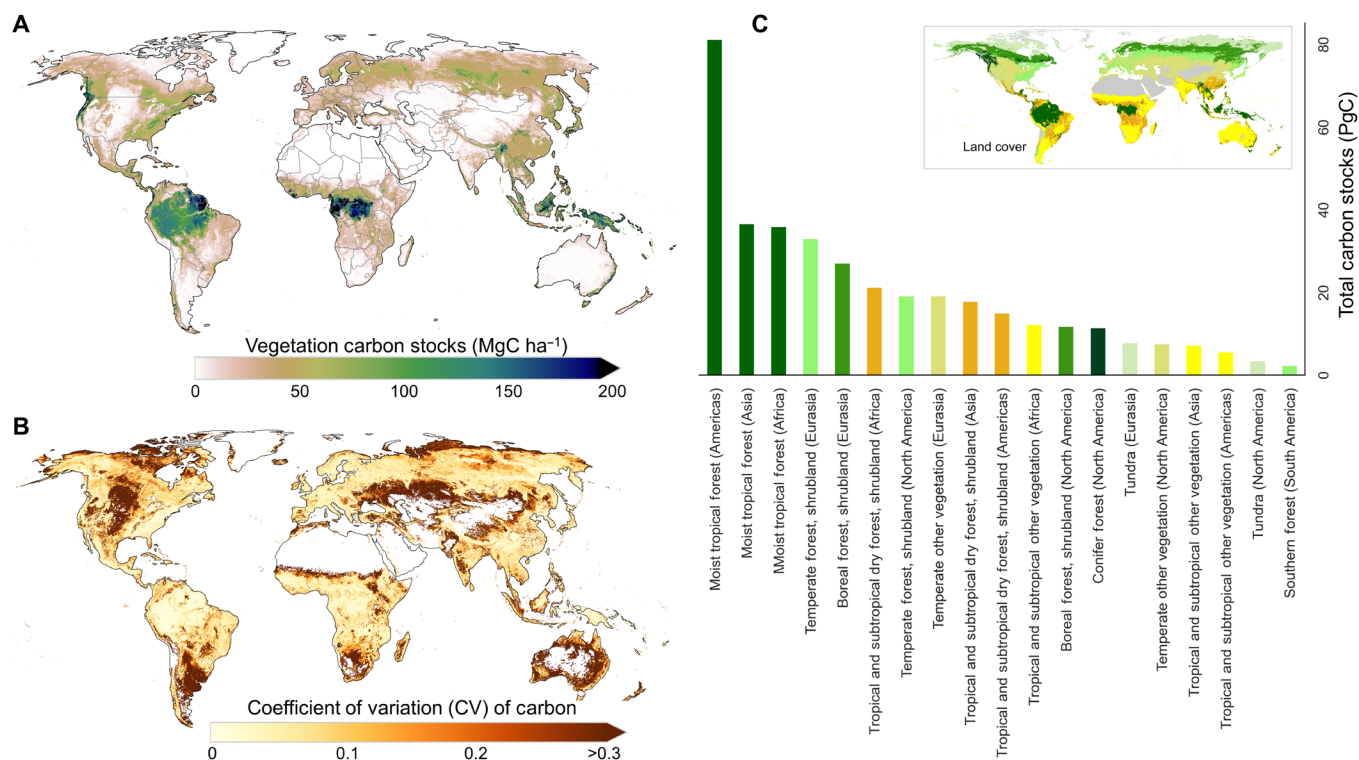 A
Vegetation carbon stocks (MgC ha⁻¹)
0 50 100 150 200
B
Coefficient of variation (CV) of carbon
0 0.1 0.2 >0.3
C
Land cover
Total carbon stocks (PgC)
80
60
40
20
0
Moist tropical forest (Americas)
Moist tropical forest (Asia)
NMoist tropical forest (Africa)
Temperate forest, shrubland (Eurasia)
Boreal forest, shrubland (Eurasia)
Tropical and subtropical dry forest, shrubland (Africa)
Temperate forest, shrubland (North America)
Temperate other vegetation (Eurasia)
Tropical and subtropical dry forest, shrubland (Asia)
Tropical and subtropical dry forest, shrubland (Americas)
Tropical and subtropical other vegetation (Africa)
Boreal forest, shrubland (North America)
Conifer forest (North America)
Tundra (Eurasia)
Temperate other vegetation (North America)
Tropical and subtropical other vegetation (Asia)
Tropical and subtropical other vegetation (Americas)
Tundra (North America)
Southern forest (South America)